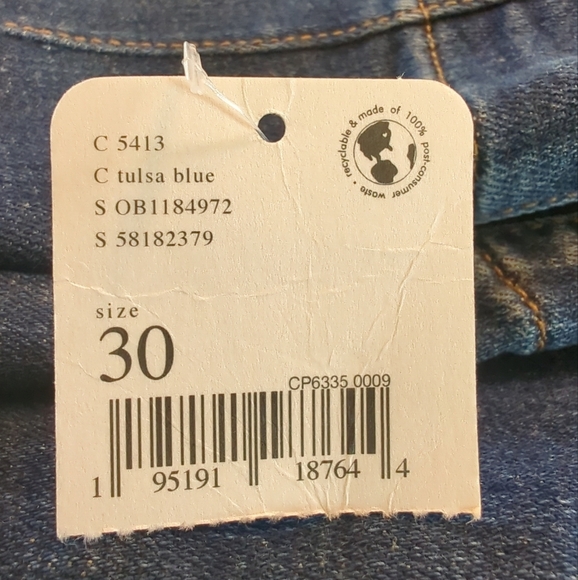 C 5413
C tulsa blue
S OB1184972
S 58182379
recyclable & made of 100% post-consumer waste •
size
30
CP6335 0009
1 95191 18764 4